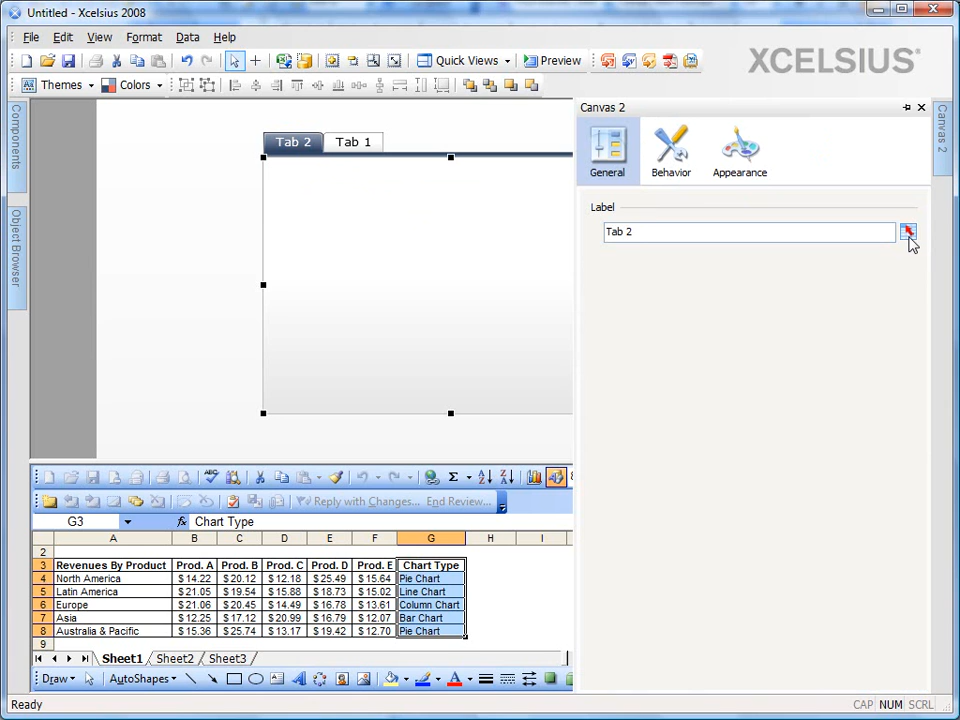 Untitled - Xcelsius 2008
File Edit View Format Data Help
Quick Views Preview
XCELSIUS
Themes Colors
Components
Object Browser
Tab 2 Tab 1
Canvas 2
General Behavior Appearance
Label
Tab 2
Canvas 2
Reply with Changes... End Review...
G3 fx Chart Type
A B C D E F G H I
2
3 Revenues By Product Prod. A Prod. B Prod. C Prod. D Prod. E Chart Type
4 North America $ 14.22 $ 20.12 $ 12.18 $ 25.49 $ 15.64 Pie Chart
5 Latin America $ 21.05 $ 19.54 $ 15.88 $ 18.73 $ 15.02 Line Chart
6 Europe $ 21.06 $ 20.45 $ 14.49 $ 16.78 $ 13.61 Column Chart
7 Asia $ 12.25 $ 17.12 $ 20.99 $ 16.79 $ 12.07 Bar Chart
8 Australia & Pacific $ 15.36 $ 25.74 $ 13.17 $ 19.42 $ 12.70 Pie Chart
9
Sheet1 Sheet2 Sheet3
Draw AutoShapes
Ready CAP NUM SCRL